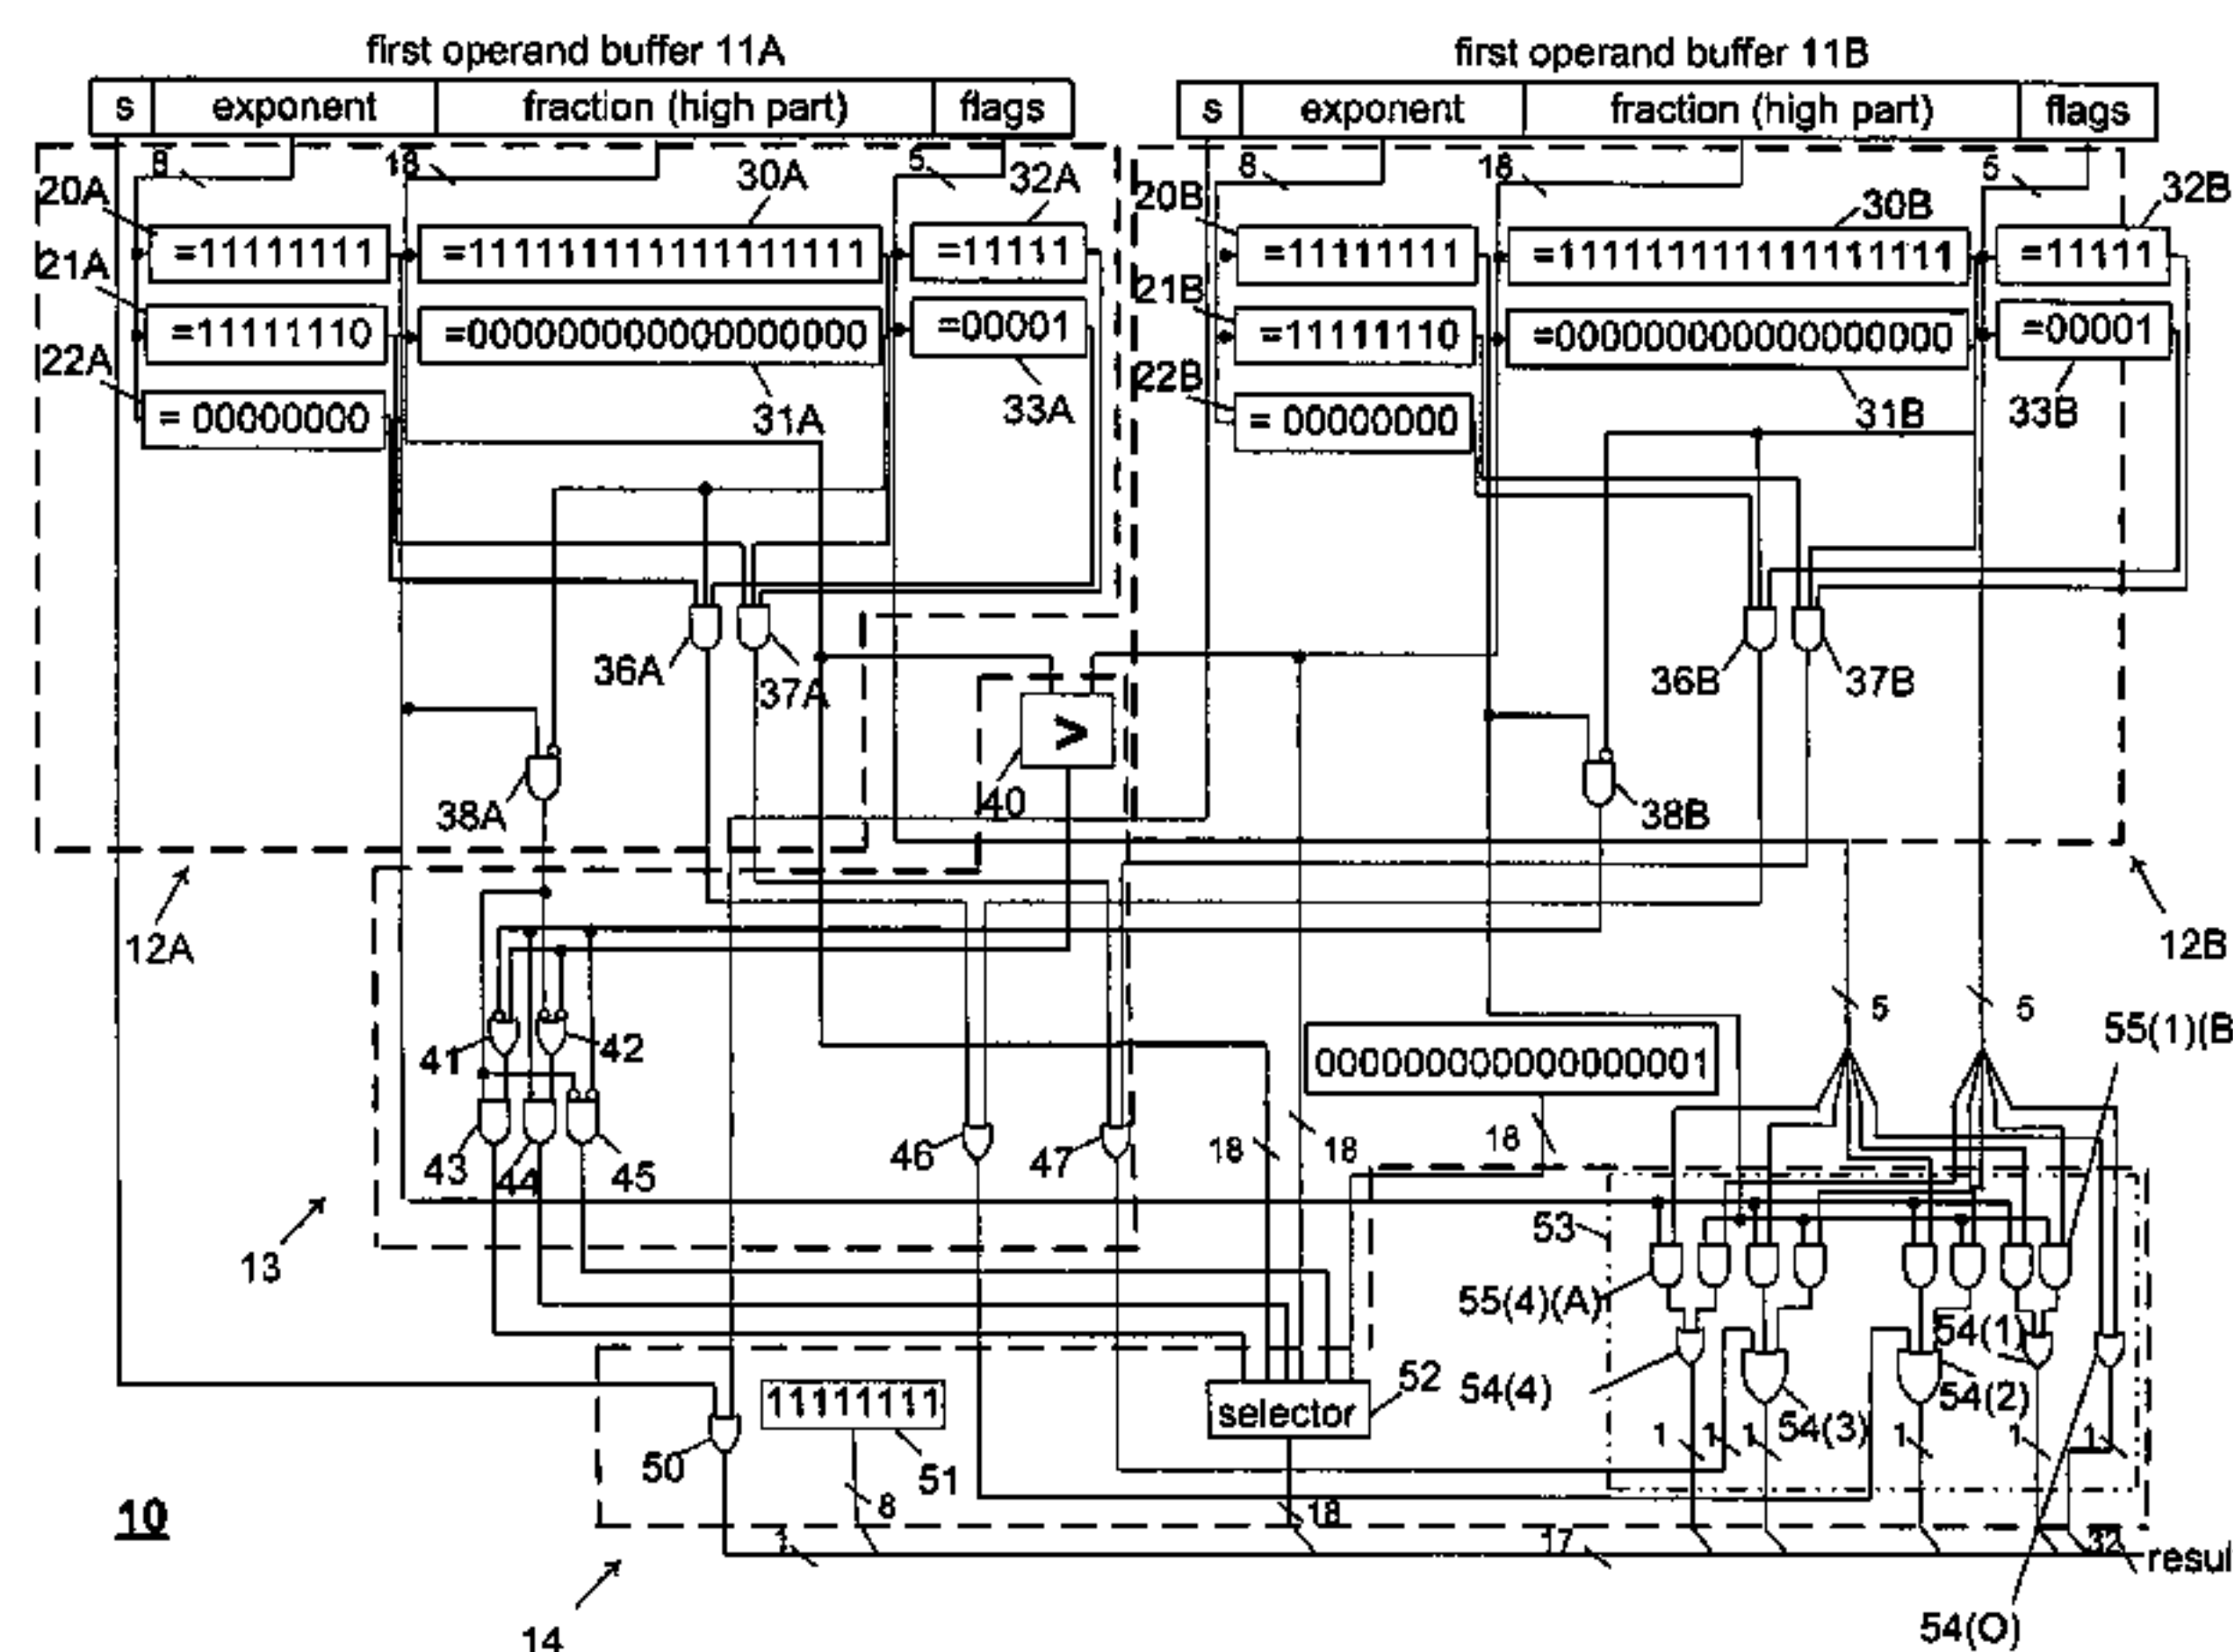 first operand buffer 11A
first operand buffer 11B
s exponent fraction (high part) flags
s exponent fraction (high part) flags
8 18 5
8 18 5
20A 30A 32A
20B 30B 32B
=11111111 =111111111111111111 =11111
=11111111 =111111111111111111 =11111
21A
21B
=11111110 =000000000000000000 =00001
=11111110 =000000000000000000 =00001
22A 31A 33A
22B 31B 33B
= 00000000
= 00000000
36A 37A
36B 37B
>
38A 40 38B
12A 12B
5 5
41 42
000000000000000001
55(1)(B
43 44 45 46 47 18 18 18
13
53
55(4)(A)
54(1)
11111111
selector 52
54(4) 54(3) 54(2)
50 51
1 1 1 1 1 1
10
8 18
1 17 32 resul
14 54(O)